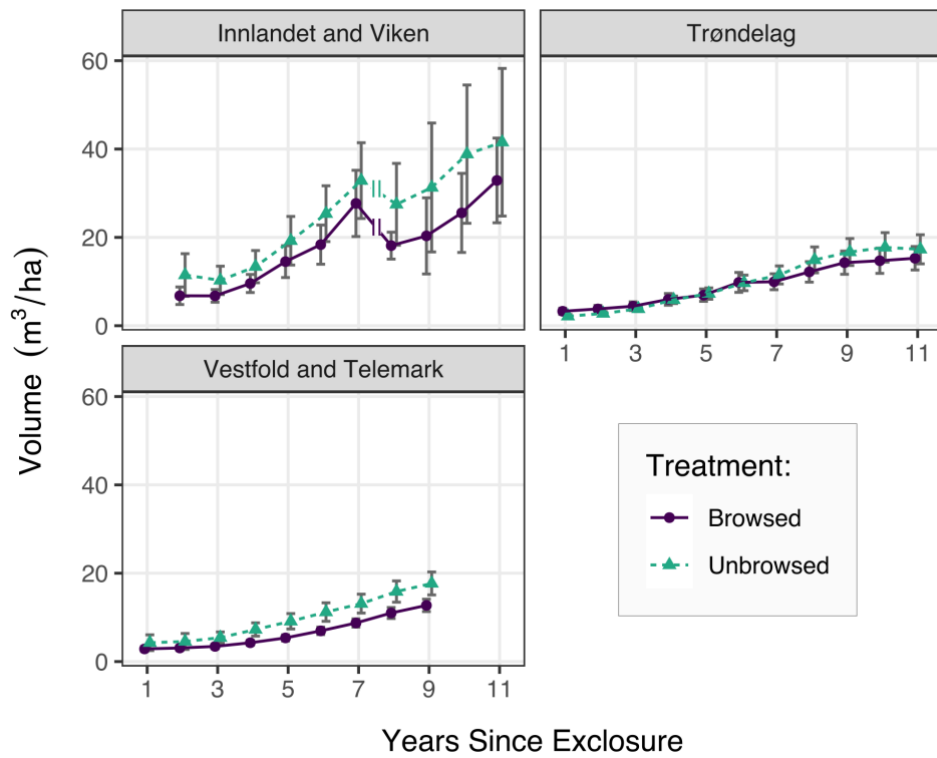 Innlandet and Viken
Trøndelag
60
40
20
0
1 3 5 7 9 11
Vestfold and Telemark
60
40
20
0
1 3 5 7 9 11
Volume (m³/ha)
Years Since Exclosure
Treatment:
Browsed
Unbrowsed